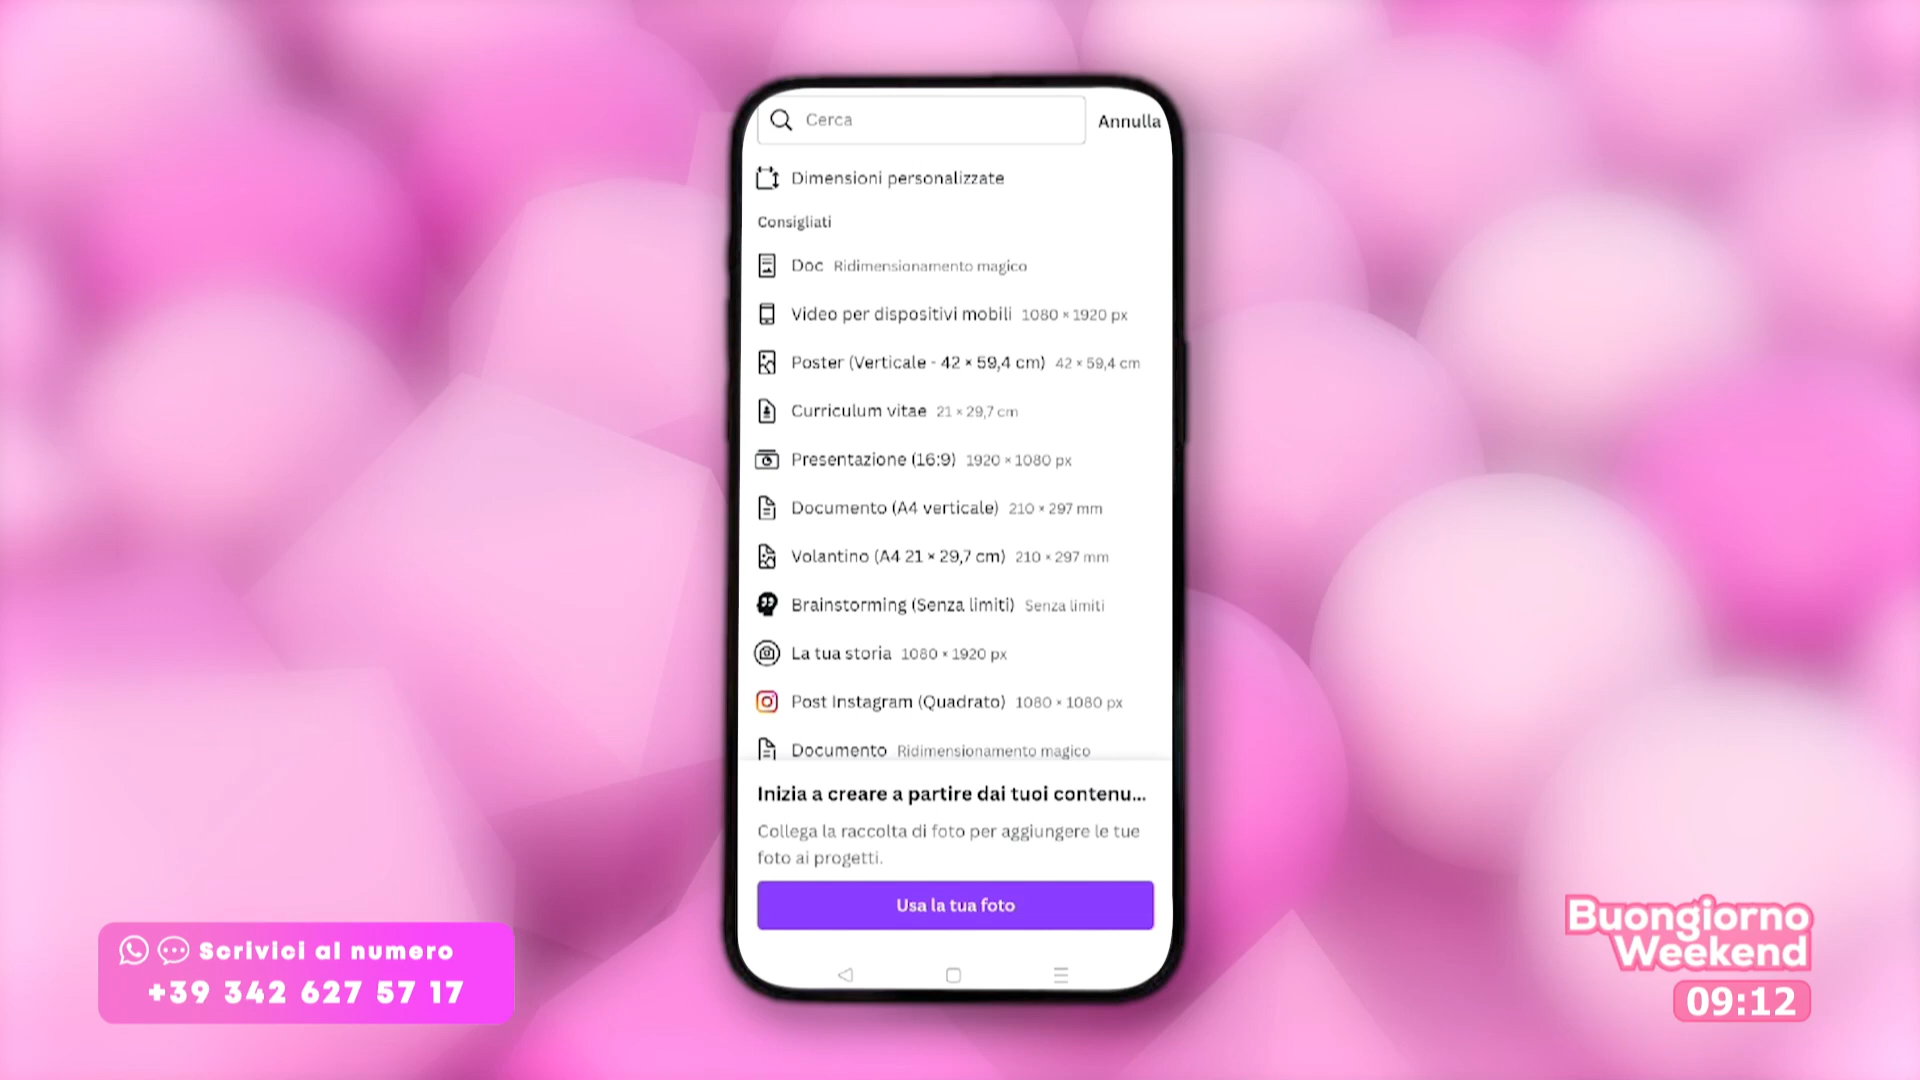 Cerca
Annulla
Dimensioni personalizzate
Consigliati
Doc Ridimensionamento magico
Video per dispositivi mobili 1080 × 1920 px
Poster (Verticale - 42 × 59,4 cm) 42 × 59,4 cm
Curriculum vitae 21 × 29,7 cm
Presentazione (16:9) 1920 × 1080 px
Documento (A4 verticale) 210 × 297 mm
Volantino (A4 21 × 29,7 cm) 210 × 297 mm
Brainstorming (Senza limiti) Senza limiti
La tua storia 1080 × 1920 px
Post Instagram (Quadrato) 1080 × 1080 px
Documento Ridimensionamento magico
Inizia a creare a partire dai tuoi contenu...
Collega la raccolta di foto per aggiungere le tue
foto ai progetti.
Usa la tua foto
Scrivici al numero
+39 342 627 57 17
Buongiorno
Weekend
09:12